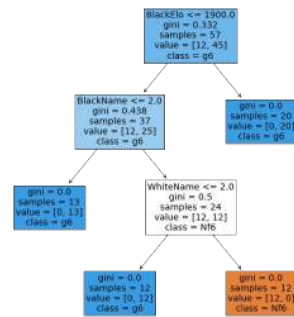 BlackElo <= 1900.0
gini = 0.332
samples = 57
value = [12, 45]
class = g6
BlackName <= 2.0
gini = 0.438
samples = 37
value = [12, 25]
class = g6
gini = 0.0
samples = 20
value = [0, 20]
class = g6
gini = 0.0
samples = 13
value = [0, 13]
class = g6
WhiteName <= 2.0
gini = 0.5
samples = 24
value = [12, 12]
class = Nf6
gini = 0.0
samples = 12
value = [0, 12]
class = g6
gini = 0.0
samples = 12
value = [12, 0]
class = Nf6